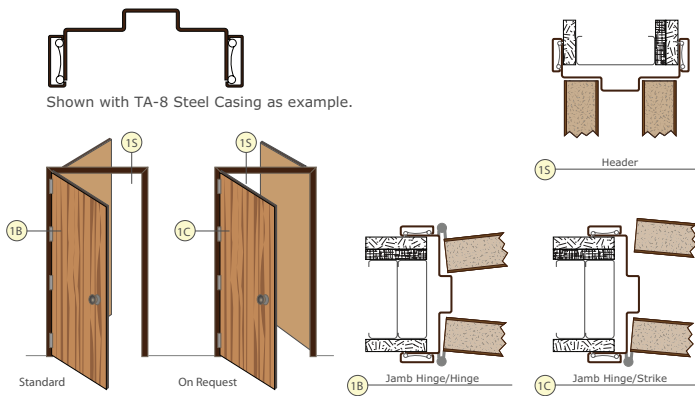 Shown with TA-8 Steel Casing as example.
1S
Header
1S
1S
1B
1C
Standard
On Request
1B
Jamb Hinge/Hinge
1C
Jamb Hinge/Strike